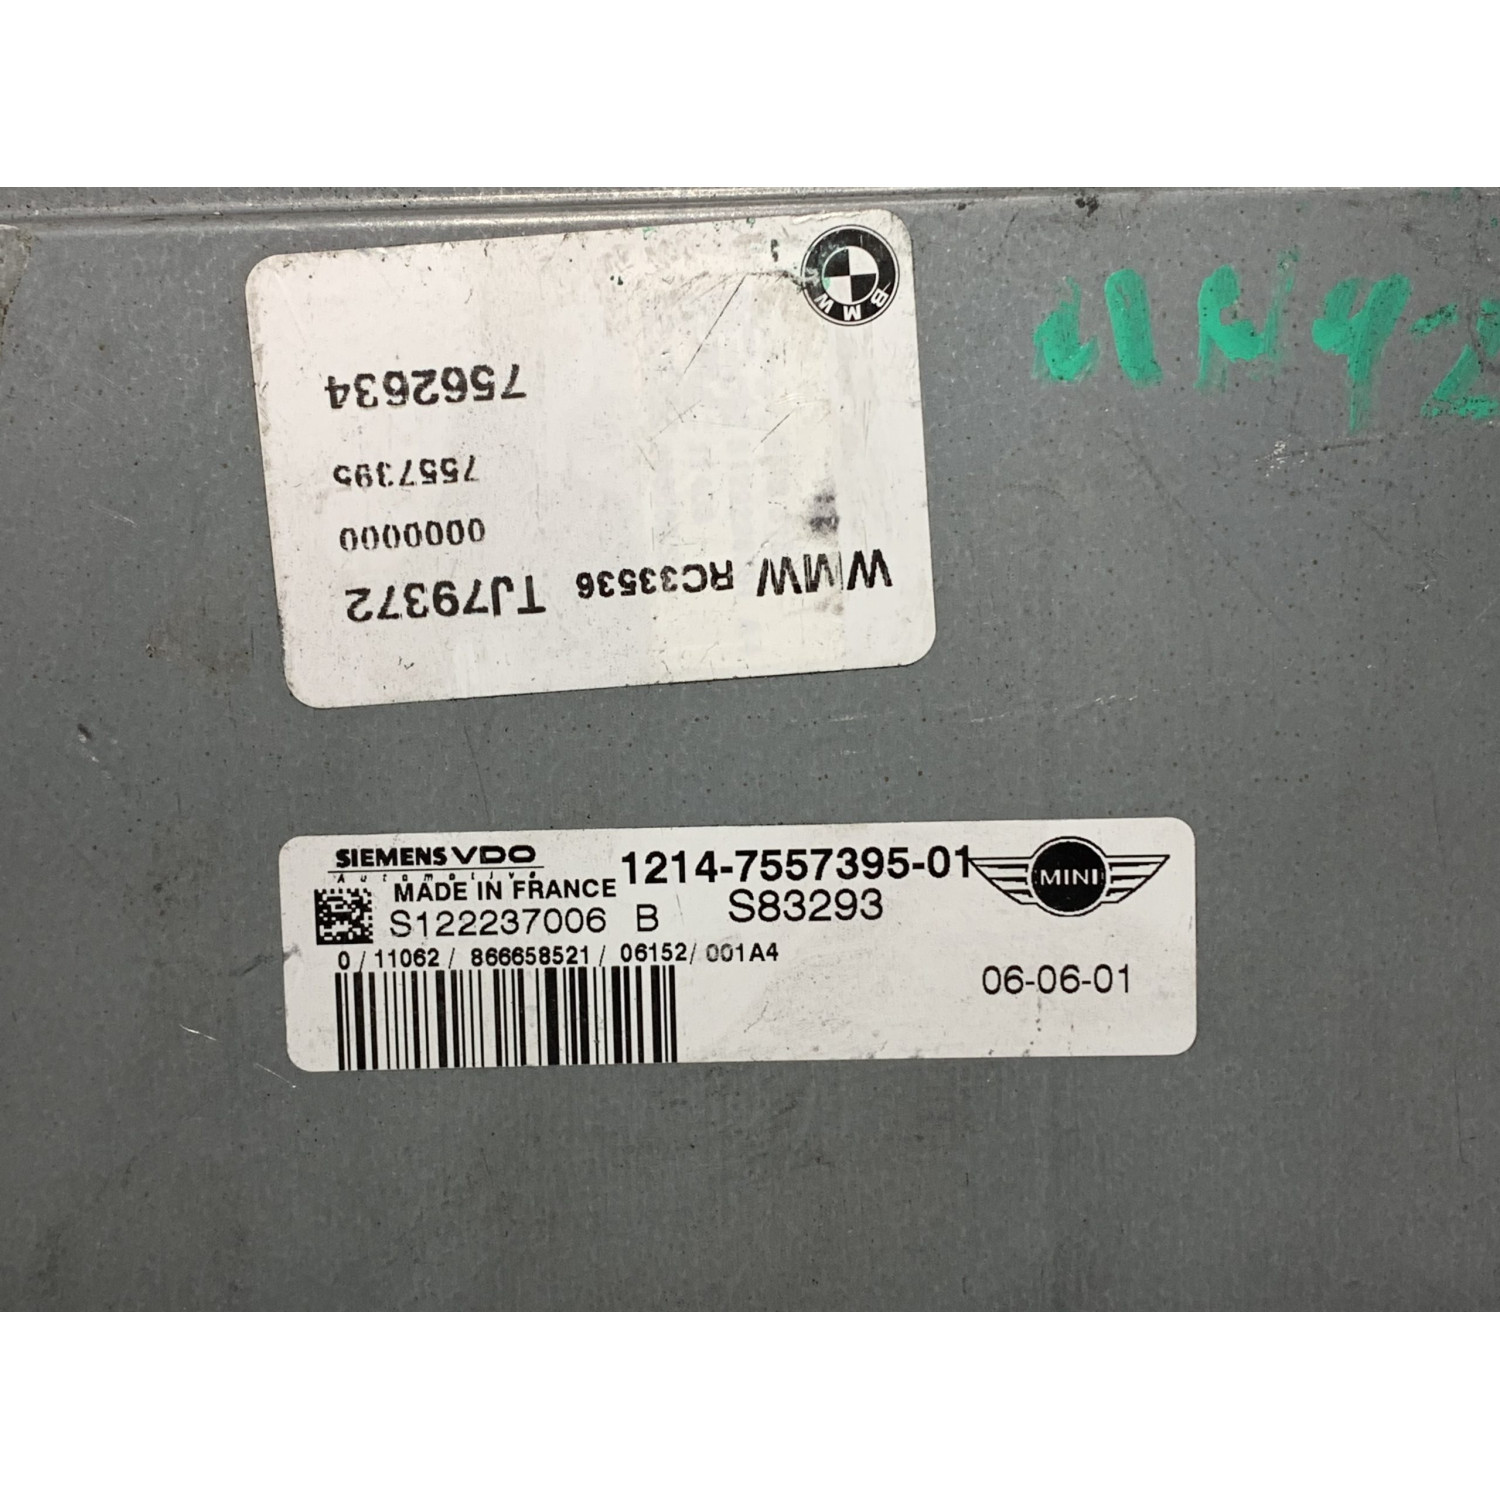 BMW
7562634
7557395
0000000
WMW RC33536 TJ79372
SIEMENS VDO
Automotive
MADE IN FRANCE
1214-7557395-01
MINI
S122237006 B
S83293
0/11062/ 866658521/ 06152/ 001A4
06-06-01